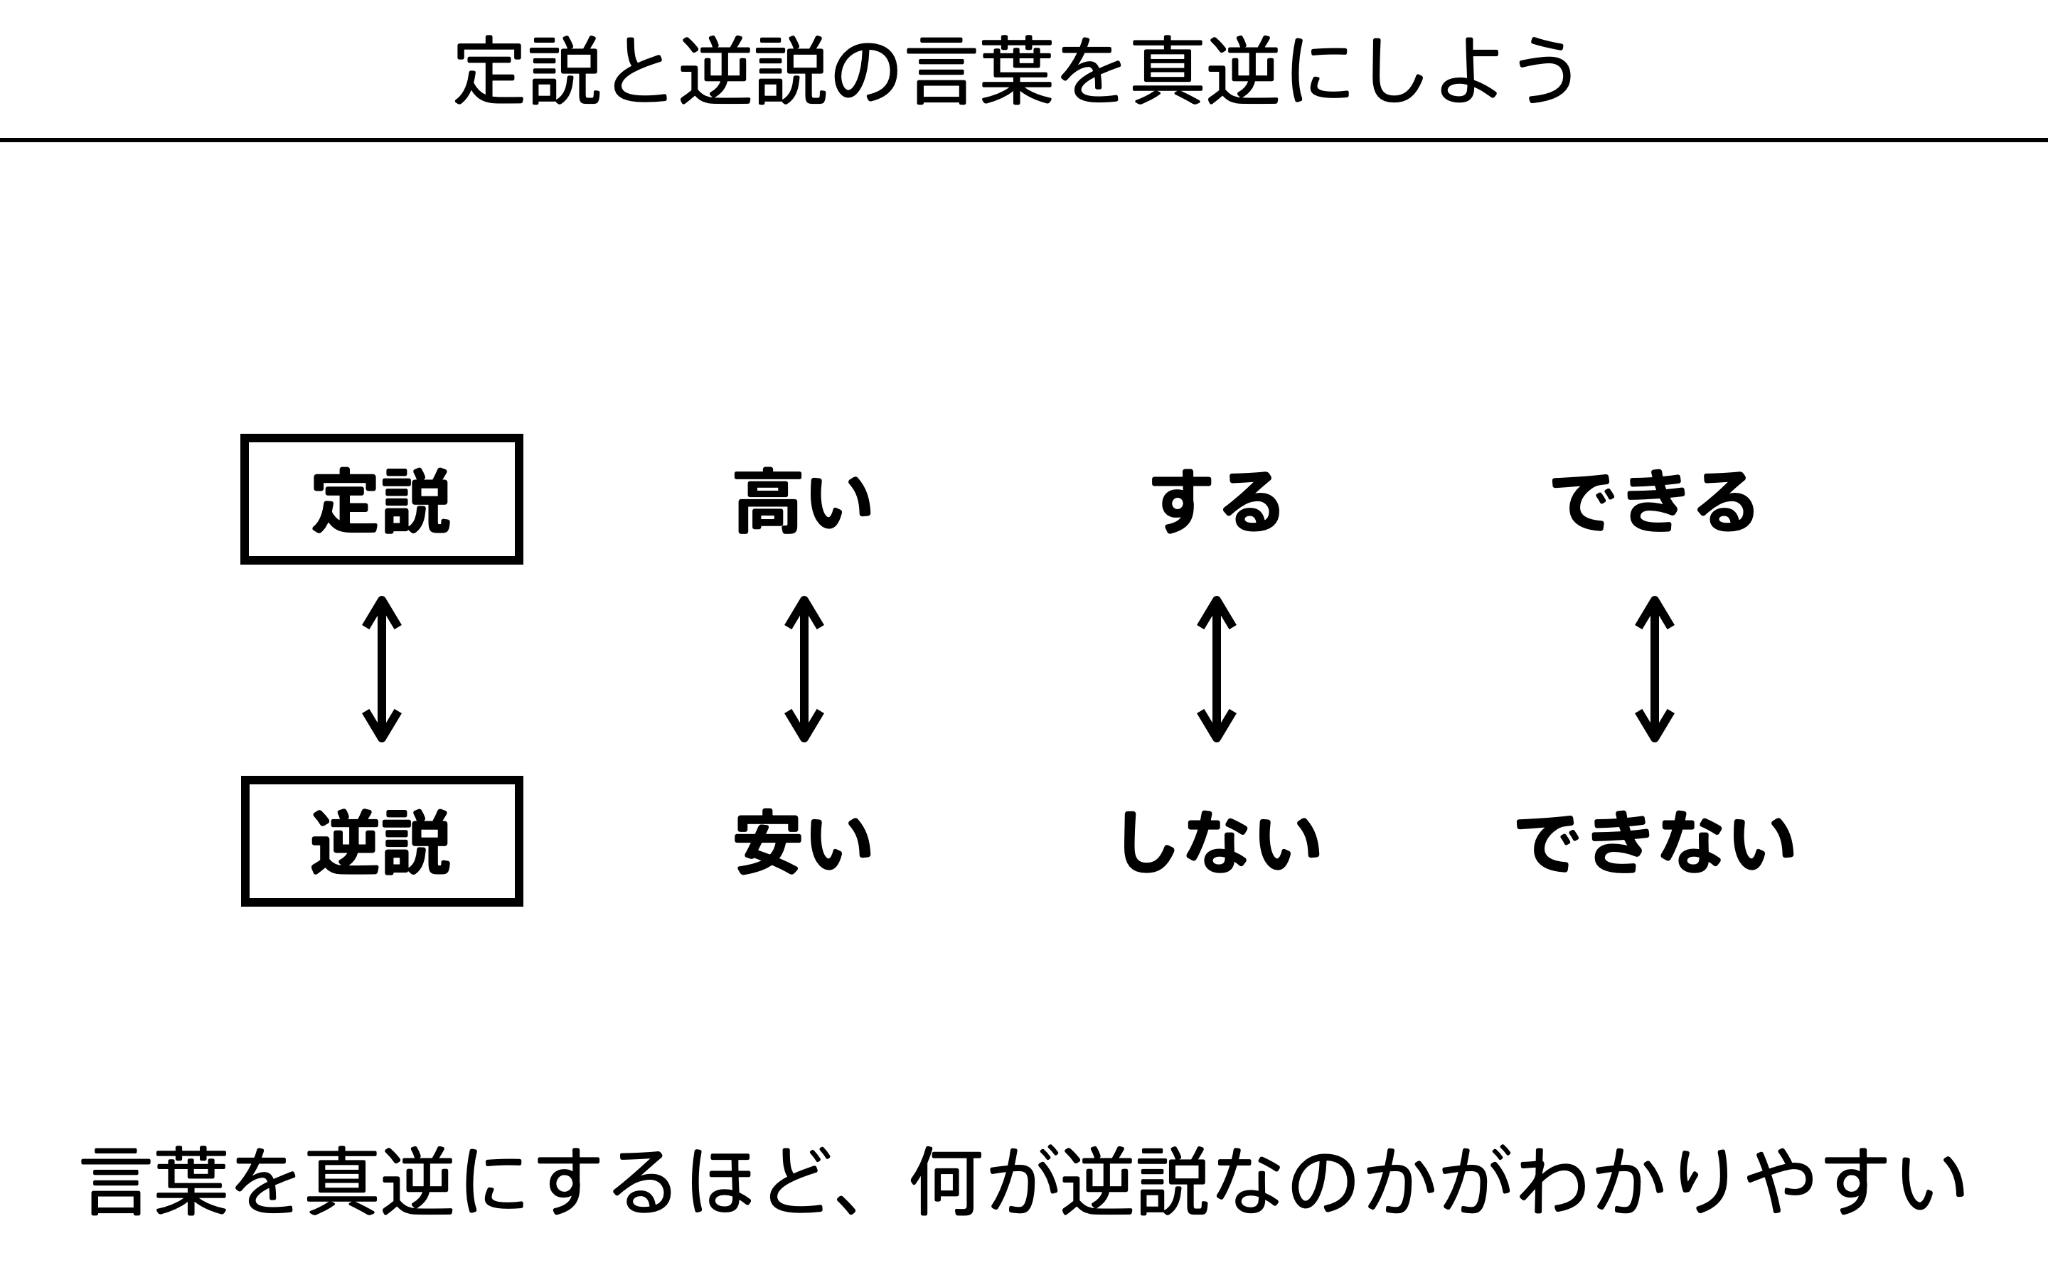 定説と逆説の言葉を真逆にしよう
定説 高い する できる
逆説 安い しない できない
言葉を真逆にするほど、何が逆説なのかがわかりやすい